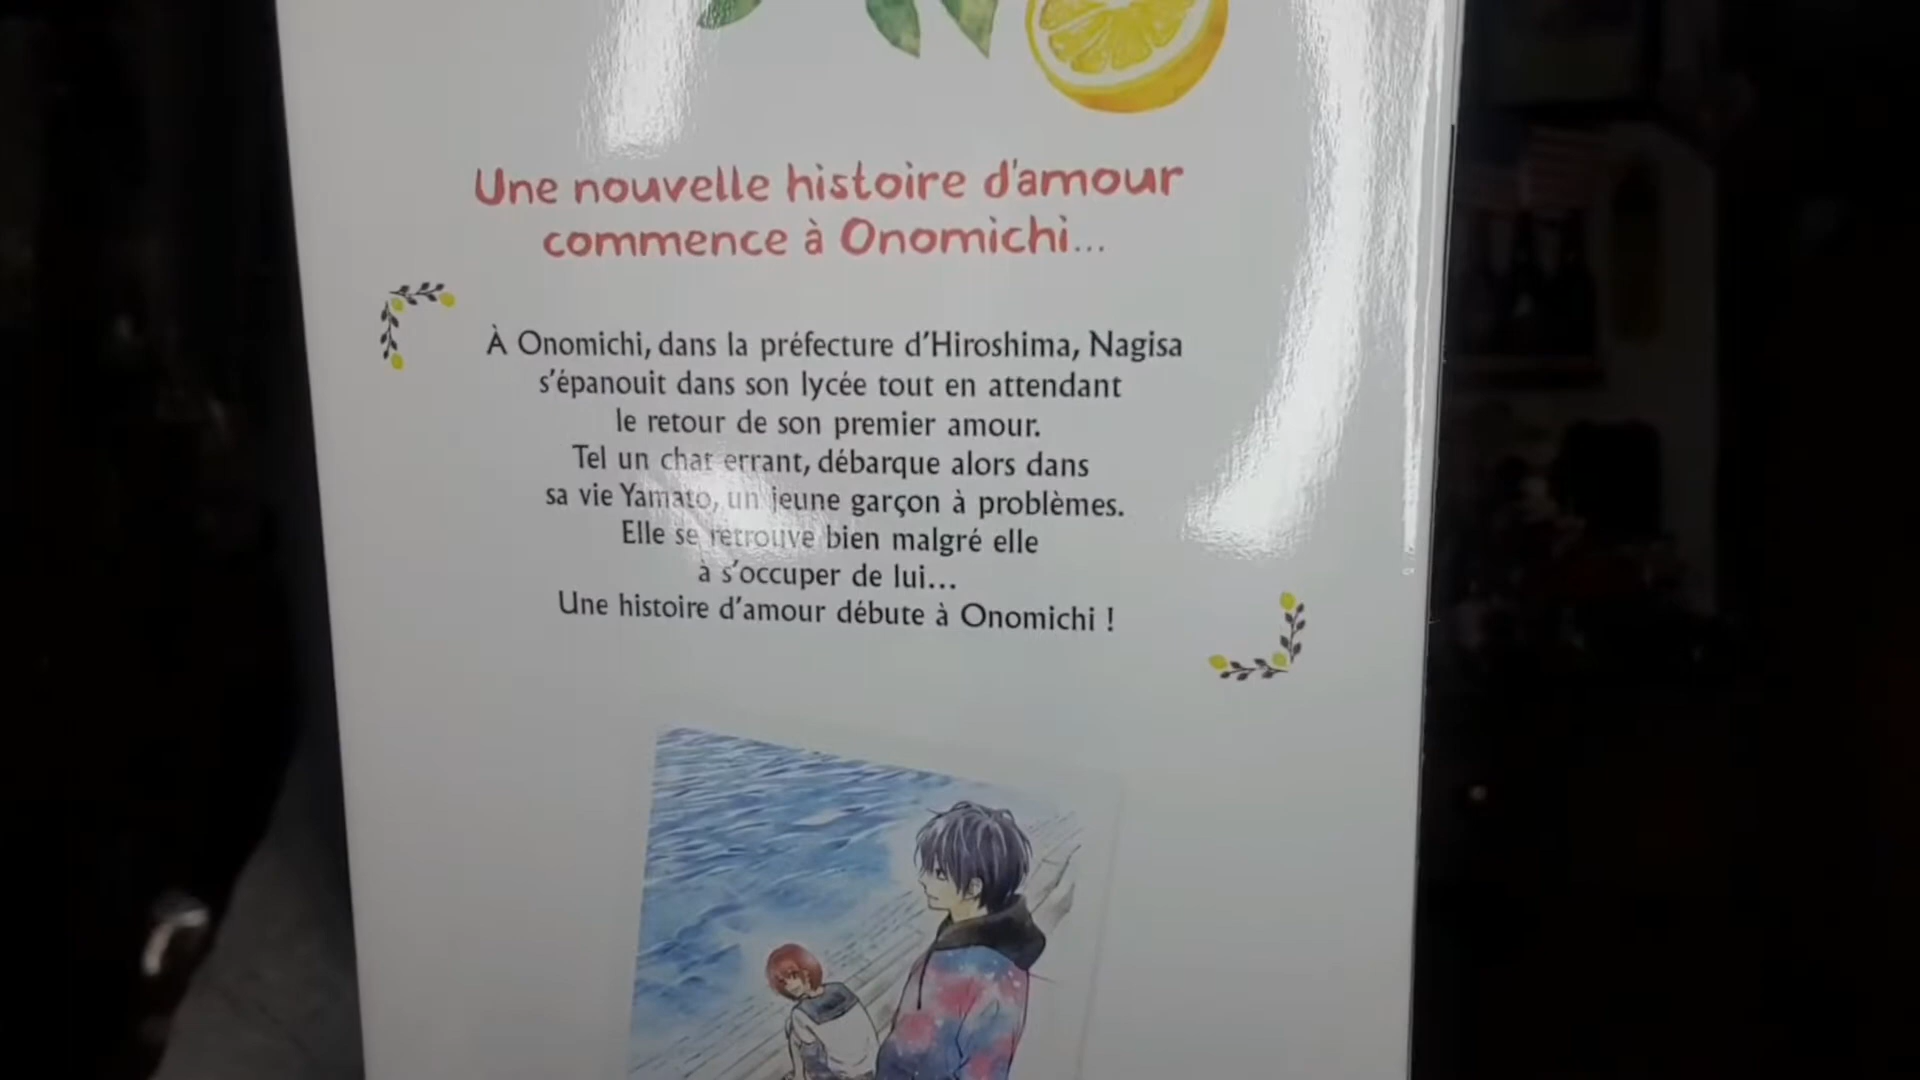 Une nouvelle histoire d'amour
commence à Onomichi...
À Onomichi, dans la préfecture d'Hiroshima, Nagisa
s'épanouit dans son lycée tout en attendant
le retour de son premier amour.
Tel un chat errant, débarque alors dans
sa vie Yamato, un jeune garçon à problèmes.
Elle se retrouve bien malgré elle
à s'occuper de lui...
Une histoire d'amour débute à Onomichi !